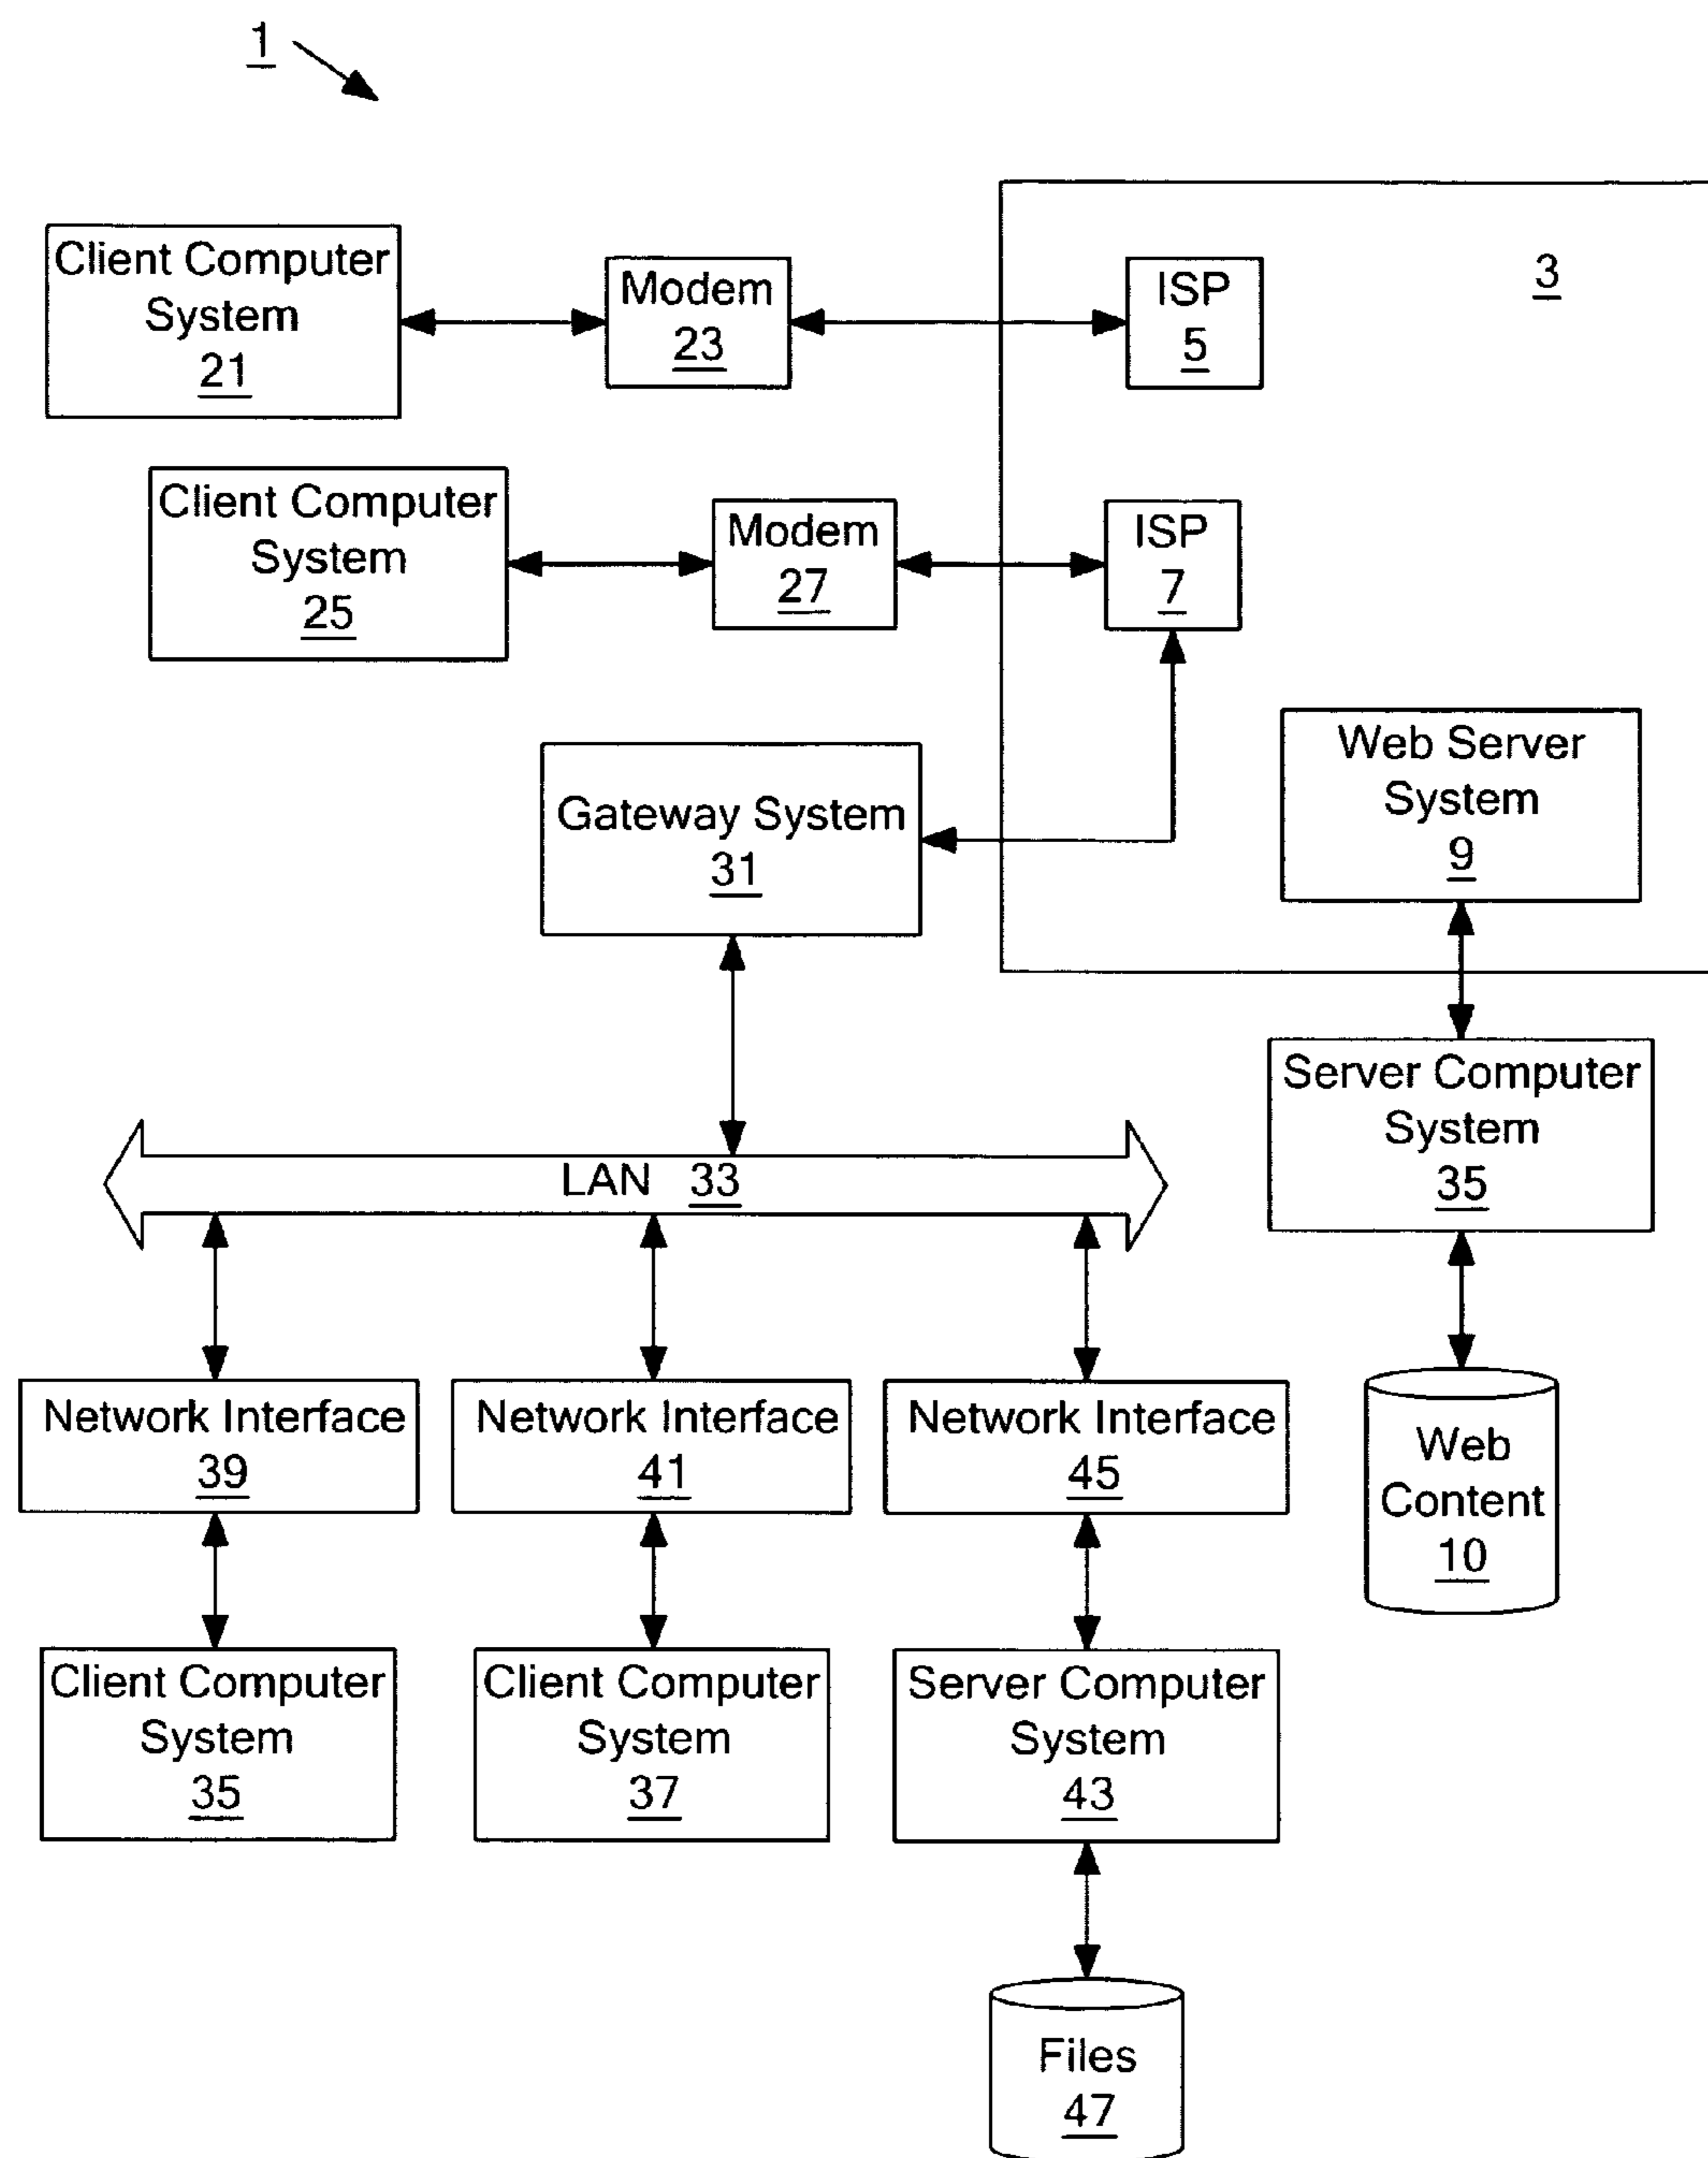 1
3
Client Computer
System
21
Modem
23
ISP
5
Client Computer
System
25
Modem
27
ISP
7
Gateway System
31
Web Server
System
9
Server Computer
System
35
LAN 33
Network Interface
39
Network Interface
41
Network Interface
45
Web
Content
10
Client Computer
System
35
Client Computer
System
37
Server Computer
System
43
Files
47